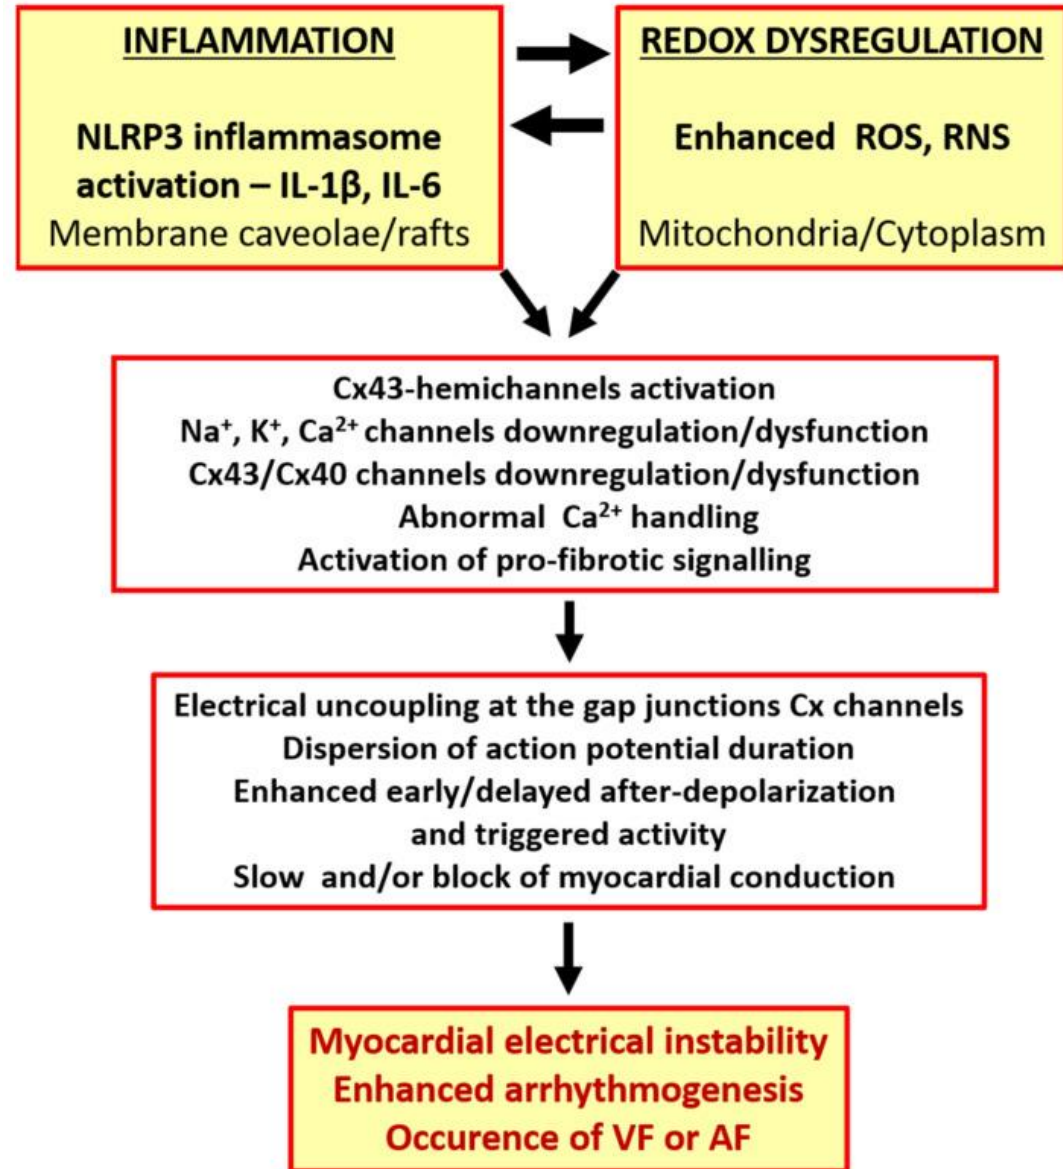 INFLAMMATION
NLRP3 inflammasome
activation – IL-1β, IL-6
Membrane caveolae/rafts
REDOX DYSREGULATION
Enhanced ROS, RNS
Mitochondria/Cytoplasm
Cx43-hemichannels activation
Na⁺, K⁺, Ca²⁺ channels downregulation/dysfunction
Cx43/Cx40 channels downregulation/dysfunction
Abnormal Ca²⁺ handling
Activation of pro-fibrotic signalling
Electrical uncoupling at the gap junctions Cx channels
Dispersion of action potential duration
Enhanced early/delayed after-depolarization
and triggered activity
Slow and/or block of myocardial conduction
Myocardial electrical instability
Enhanced arrhythmogenesis
Occurence of VF or AF